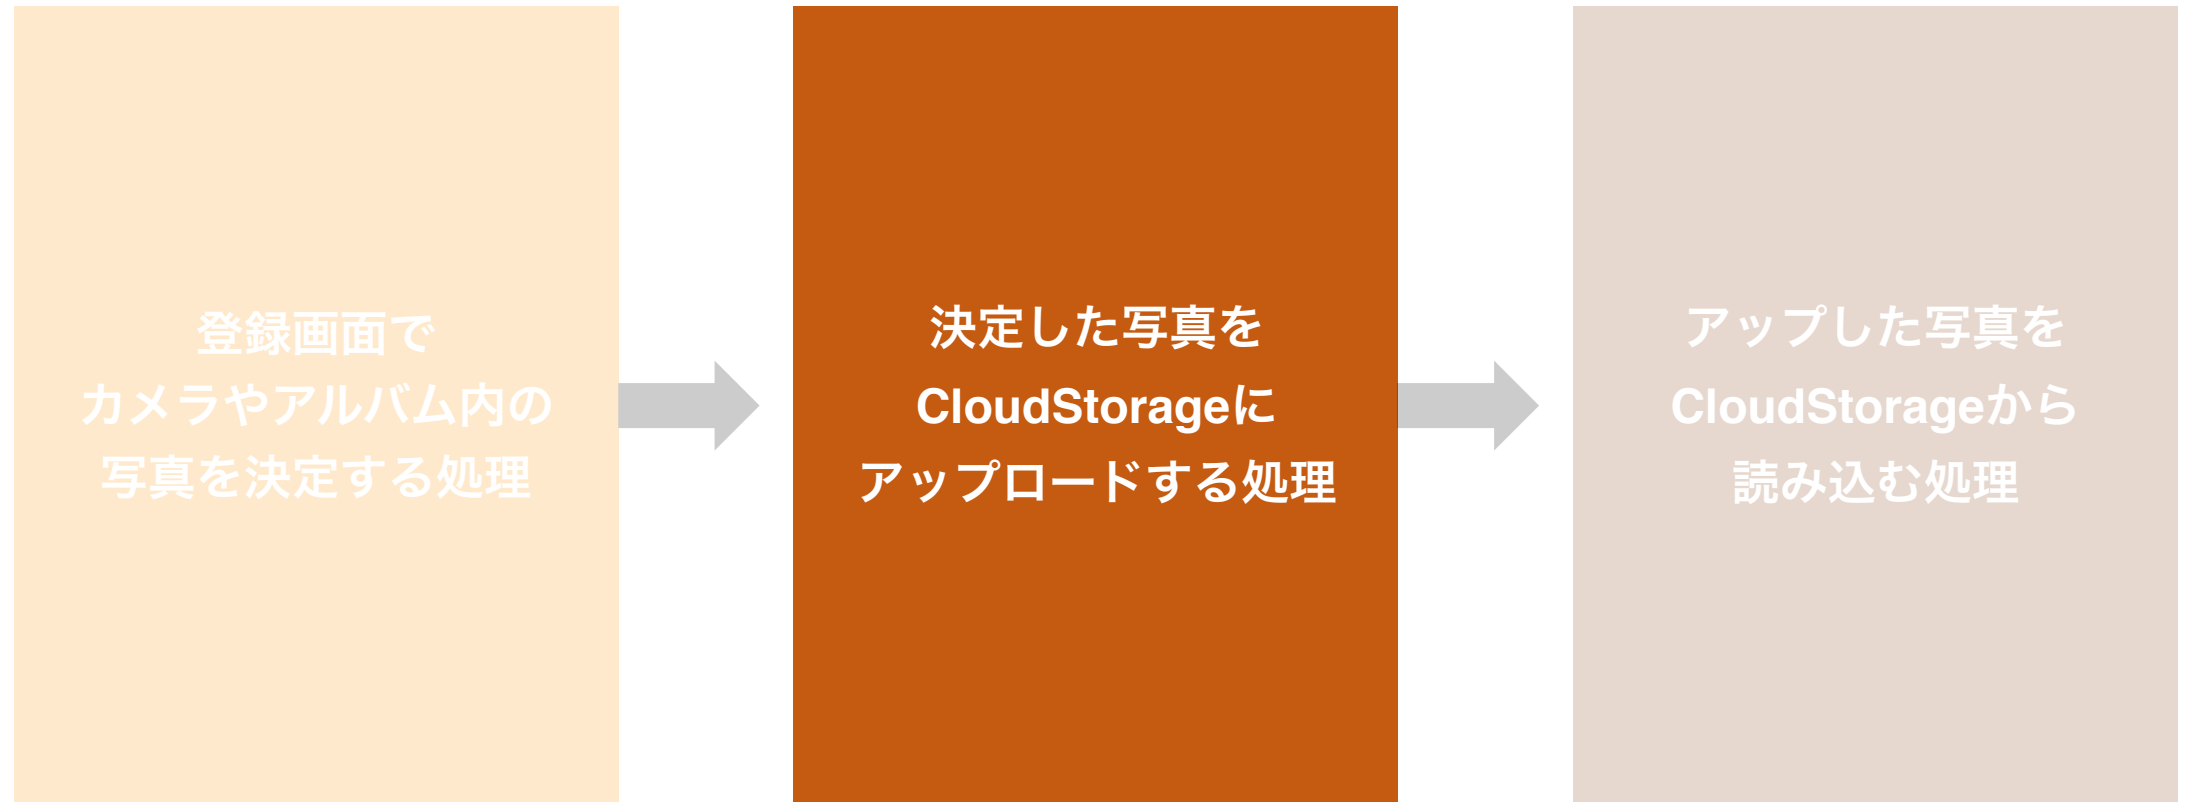 登録画面で
カメラやアルバム内の
写真を決定する処理
決定した写真を
CloudStorageに
アップロードする処理
アップした写真を
CloudStorageから
読み込む処理